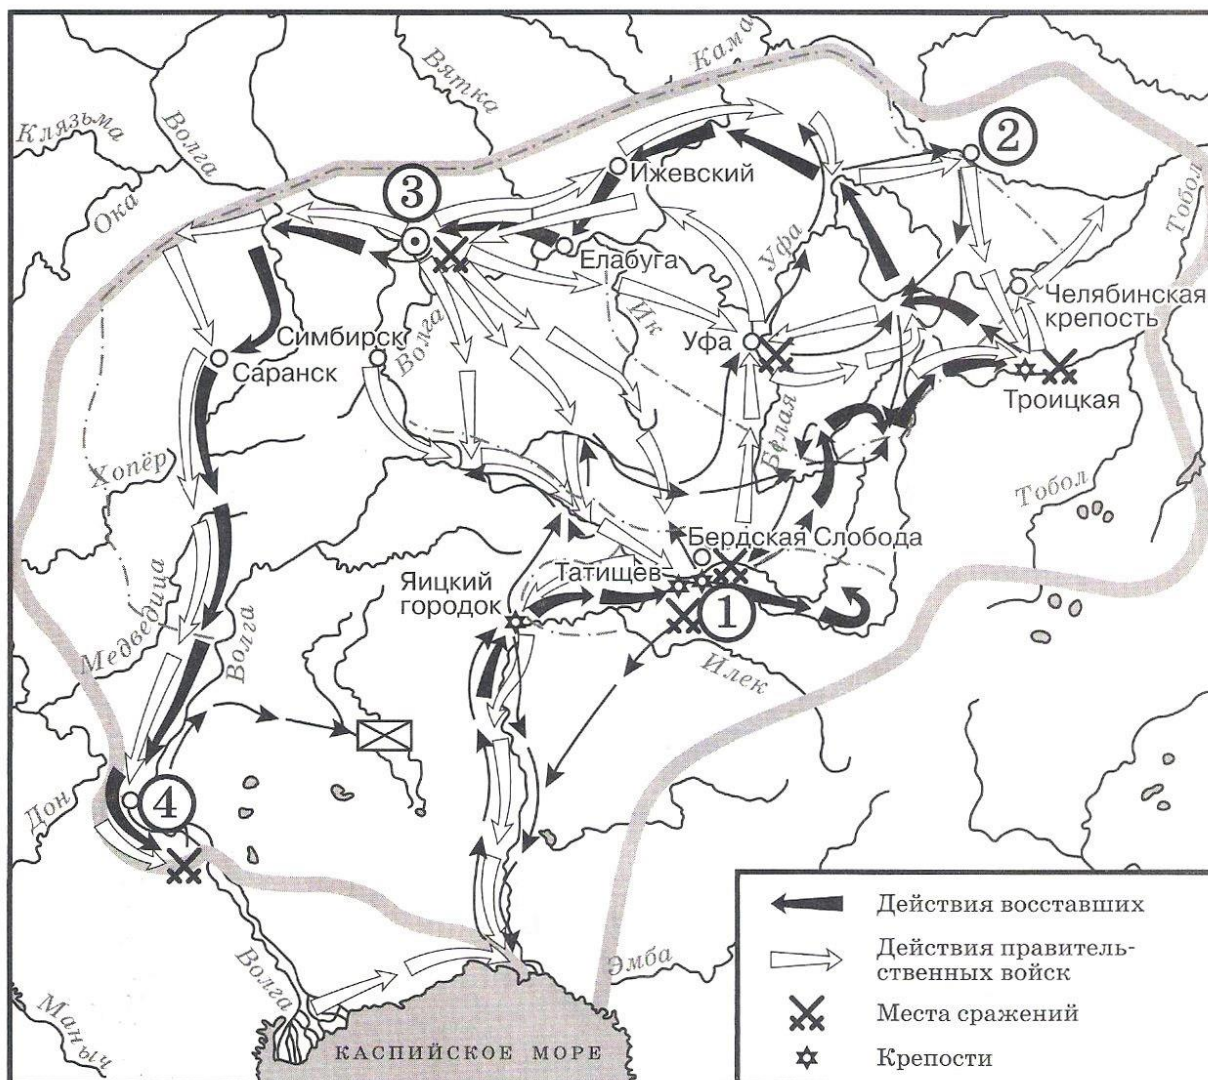 Кама
Вятка
2
Клязьма
Волга
Ижевский
3
Тобол
Ока
Уфа
Елабуга
Челябинская
крепость
Волга
Ик
Симбирск
Уфа
Саранск
Троицкая
Белая
Хопёр
Тобол
Бердская Слобода
Татищев
Яицкий
городок
1
Медведица
Волга
Илек
Дон
4
Действия восставших
Действия правитель-
ственных войск
Эмба
Волга
Места сражений
Маныч
КАСПИЙСКОЕ МОРЕ
Крепости